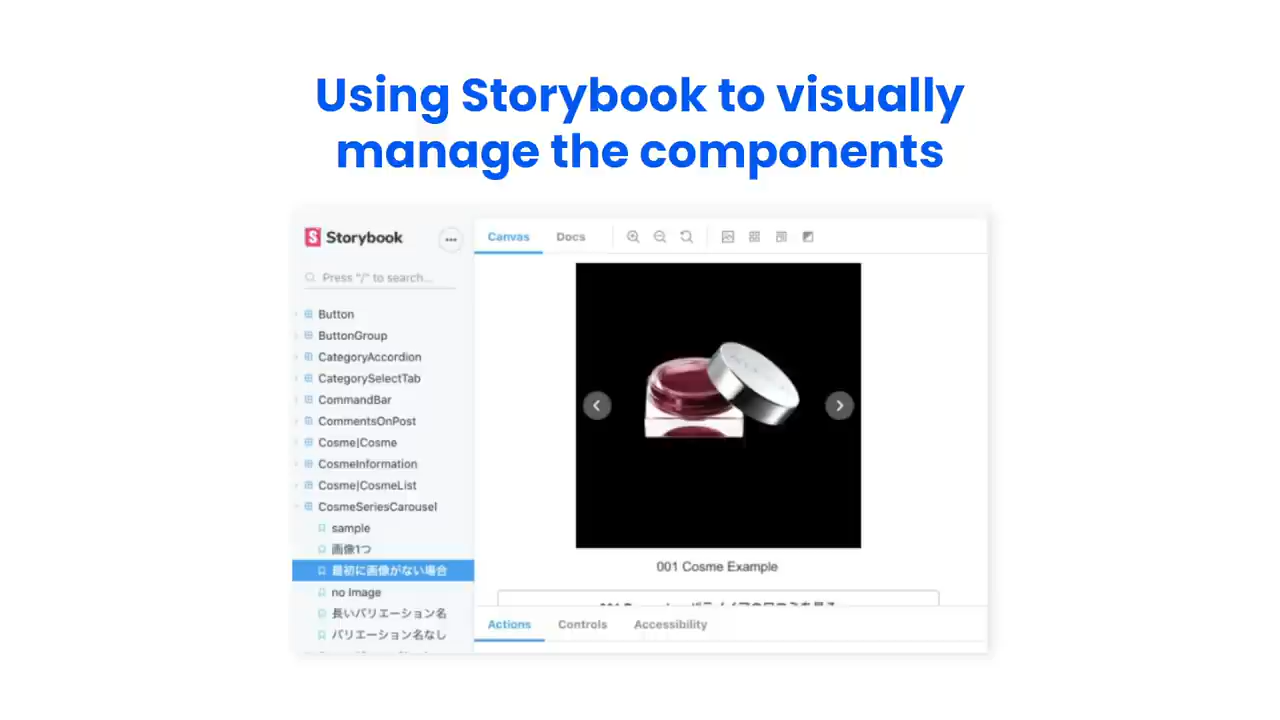 Using Storybook to visually
manage the components
Storybook
Press "/" to search...
Button
ButtonGroup
CategoryAccordion
CategorySelectTab
CommandBar
CommentsOnPost
Cosme|Cosme
CosmeInformation
Cosme|CosmeList
CosmeSeriesCarousel
sample
画像1つ
最初に画像がない場合
no Image
長いバリエーション名
バリエーション名なし
Canvas
Docs
001 Cosme Example
Actions
Controls
Accessibility